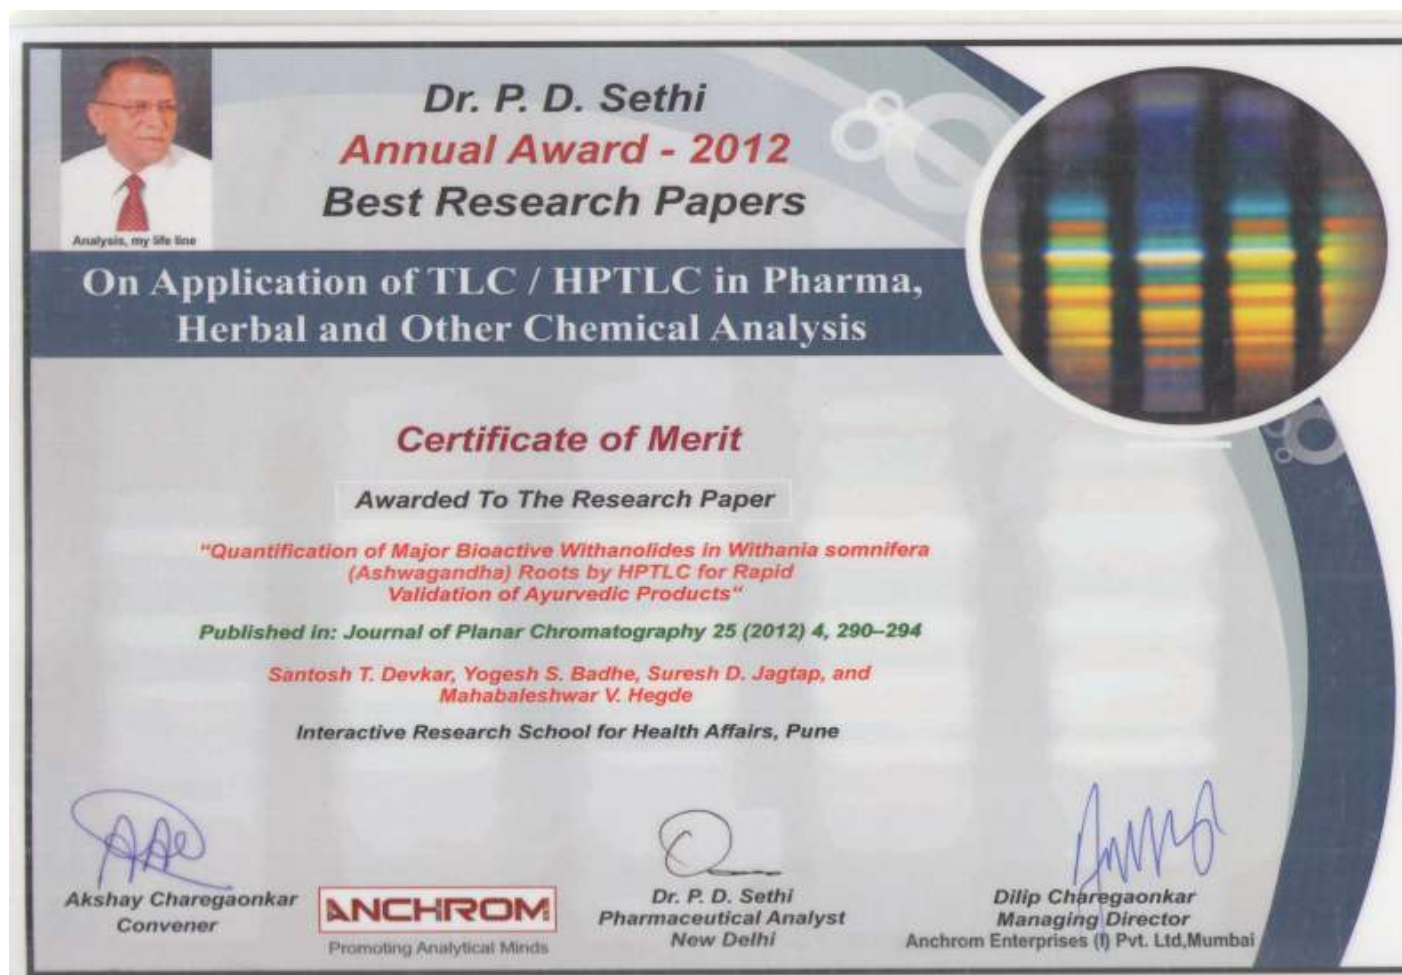 Dr. P. D. Sethi
Annual Award - 2012
Best Research Papers
Analysis, my life line
On Application of TLC / HPTLC in Pharma,
Herbal and Other Chemical Analysis
Certificate of Merit
Awarded To The Research Paper
"Quantification of Major Bioactive Withanolides in Withania somnifera
(Ashwagandha) Roots by HPTLC for Rapid
Validation of Ayurvedic Products"
Published in: Journal of Planar Chromatography 25 (2012) 4, 290–294
Santosh T. Devkar, Yogesh S. Badhe, Suresh D. Jagtap, and
Mahabaleshwar V. Hegde
Interactive Research School for Health Affairs, Pune
Akshay Charegaonkar
Convener
ANCHROM
Promoting Analytical Minds
Dr. P. D. Sethi
Pharmaceutical Analyst
New Delhi
Dilip Charegaonkar
Managing Director
Anchrom Enterprises (I) Pvt. Ltd,Mumbai